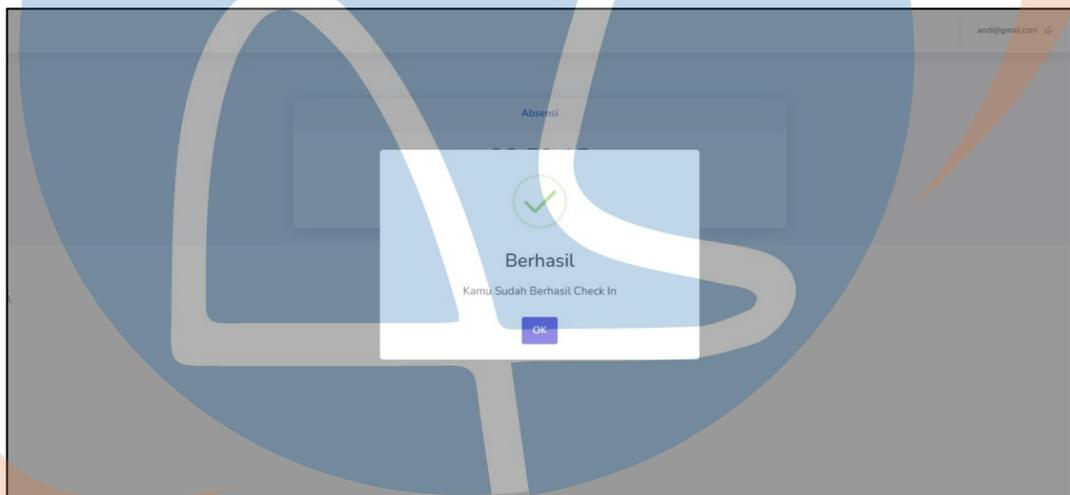 andi@gmail.com
Absensi
Berhasil
Kamu Sudah Berhasil Check In
OK